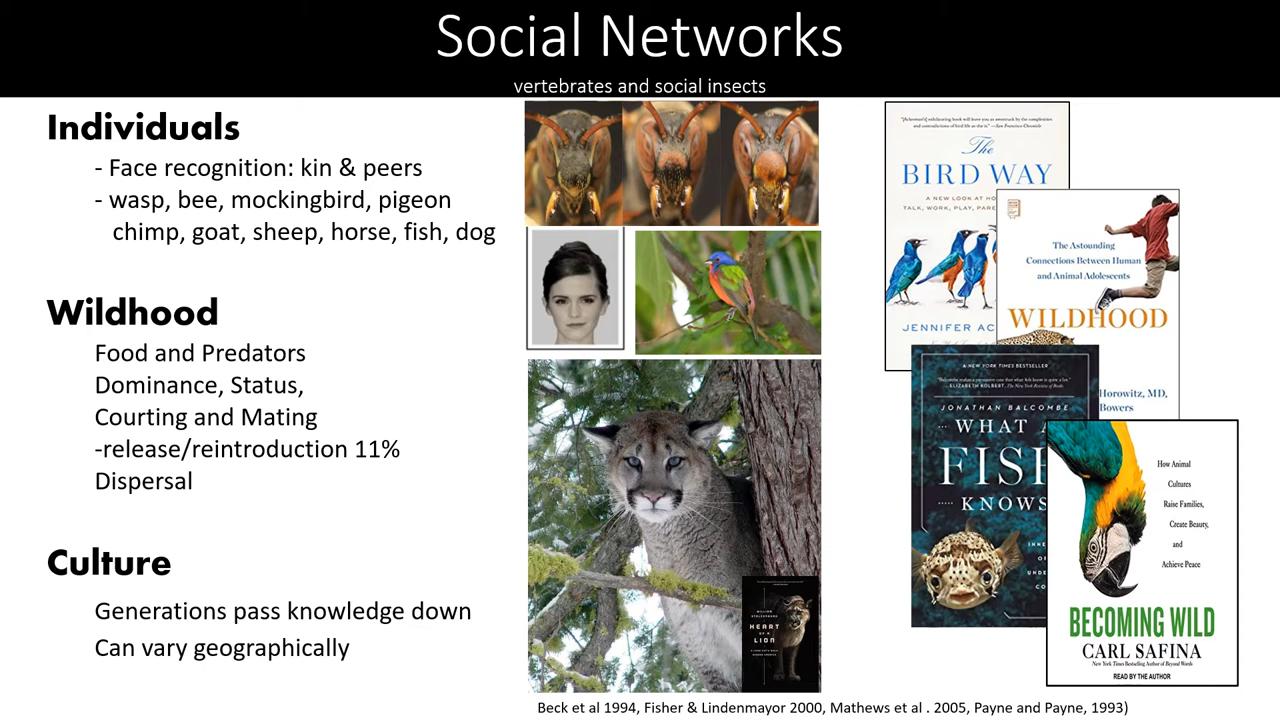 Social Networks
vertebrates and social insects
Individuals
- Face recognition: kin & peers
- wasp, bee, mockingbird, pigeon
chimp, goat, sheep, horse, fish, dog
Wildhood
Food and Predators
Dominance, Status,
Courting and Mating
-release/reintroduction 11%
Dispersal
Culture
Generations pass knowledge down
Can vary geographically
HEART
OF A
LION
The
BIRD WAY
A NEW LOOK AT HO
TALK, WORK, PLAY, PARE
JENNIFER AC
The Astounding
Connections Between Human
and Animal Adolescents
WILDHOOD
Horowitz, MD,
Bowers
A NEW YORK TIMES BESTSELLER
JONATHAN BALCOMBE
WHAT A
FISH
KNOWS
How Animal
Cultures
Raise Families,
Create Beauty,
and
Achieve Peace
BECOMING WILD
CARL SAFINA
New York Times Bestselling Author of Beyond Words
READ BY THE AUTHOR
Beck et al 1994, Fisher & Lindenmayor 2000, Mathews et al . 2005, Payne and Payne, 1993)